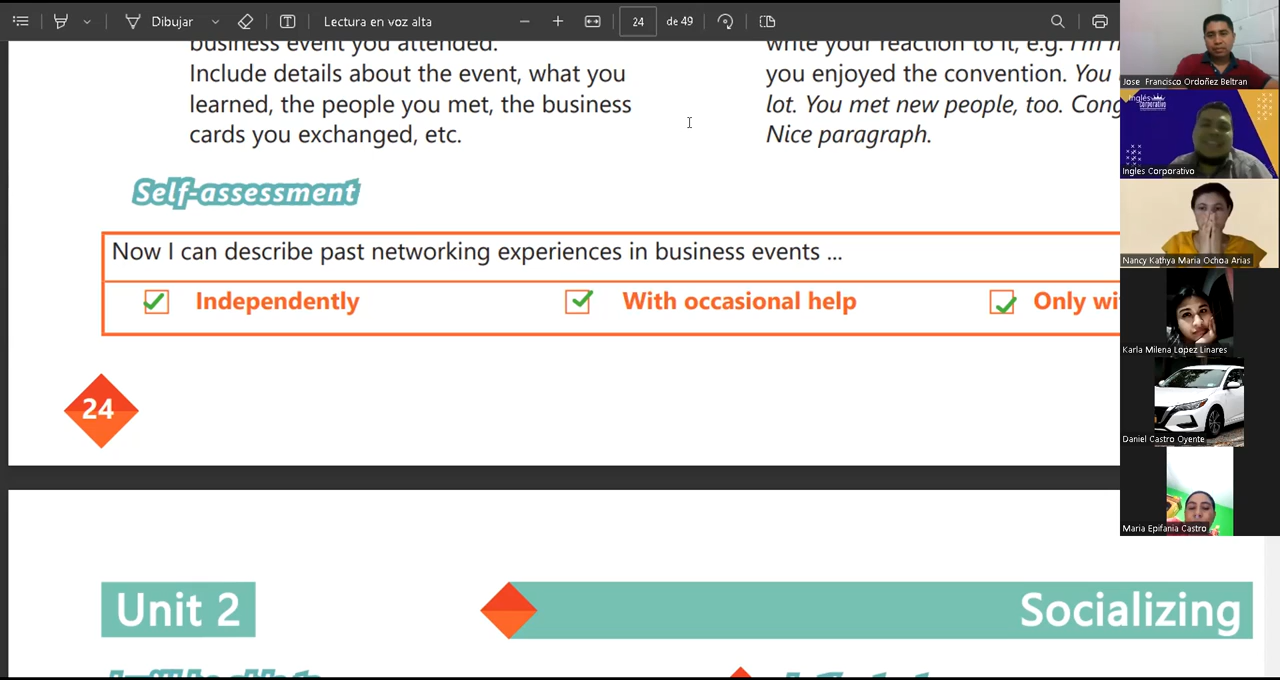 Dibujar
Lectura en voz alta
24
de 49
business event you attended.
Include details about the event, what you
learned, the people you met, the business
cards you exchanged, etc.
write your reaction to it, e.g. I'm
you enjoyed the convention. You
lot. You met new people, too.
Nice paragraph.
Self-assessment
Now I can describe past networking experiences in business events ...
Independently
With occasional help
Only
24
Unit 2
Socializing
Jose Francisco Ordoñez Beltran
Inglés
Corporativo
Ingles Corporativo
Nancy Kathya Maria Ochoa Arias
Karla Milena Lopez Linares
Daniel Castro Oyente
Maria Epifania Castro